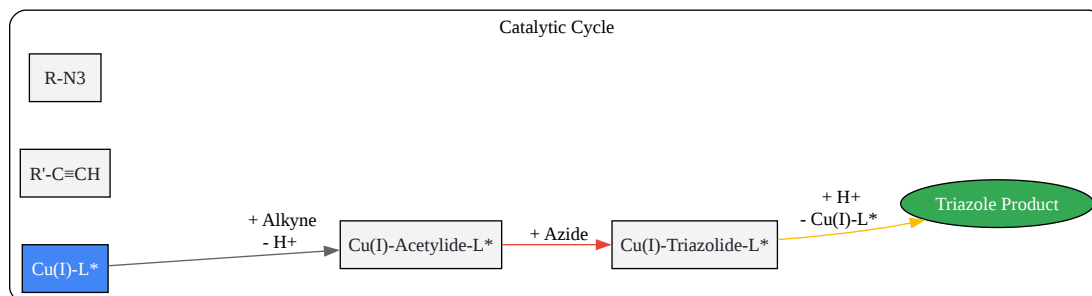 Catalytic Cycle
R-N3
R'-C≡CH
Cu(I)-L*
+ Alkyne
- H+
Cu(I)-Acetylide-L*
+ Azide
Cu(I)-Triazolide-L*
+ H+
- Cu(I)-L*
Triazole Product